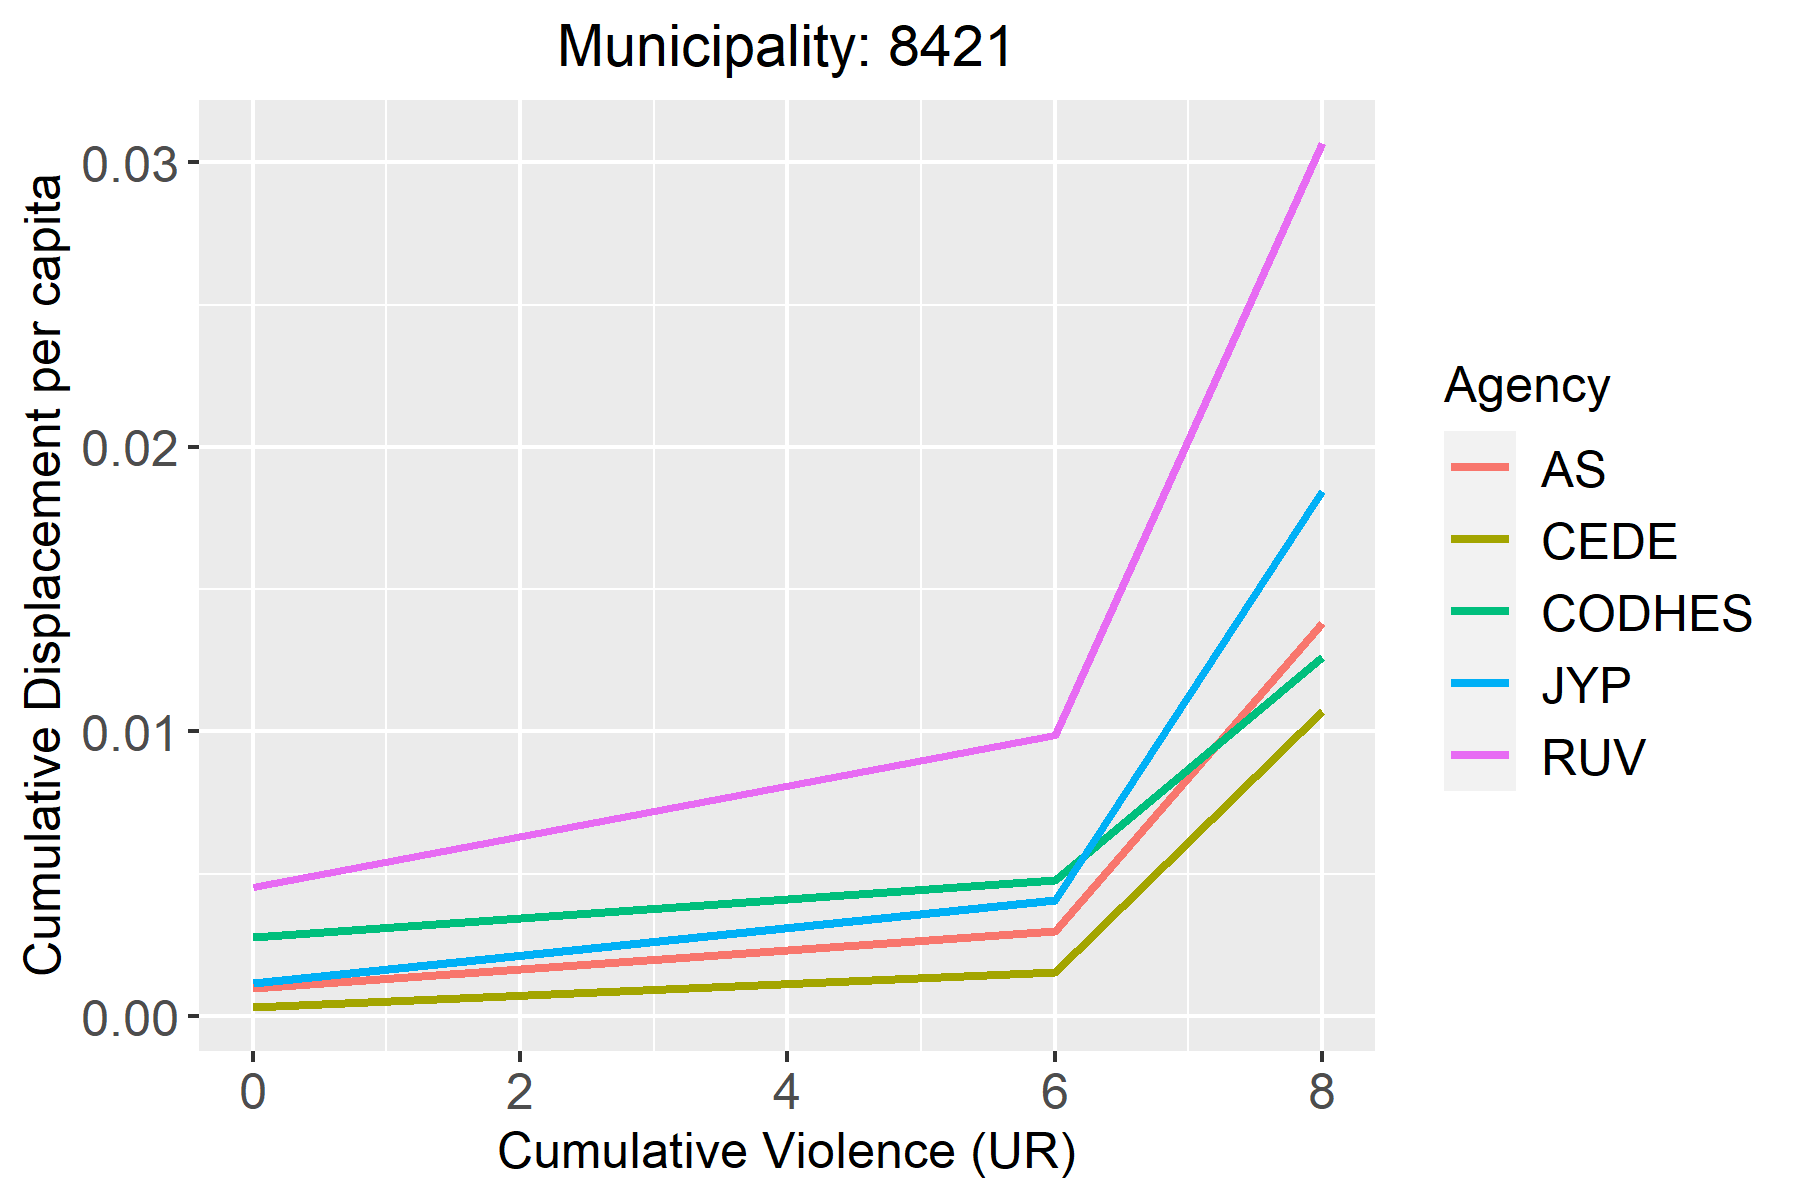 Municipality: 8421
Cumulative Displacement per capita
0.03
0.02
0.01
0.00
0 2 4 6 8
Cumulative Violence (UR)
Agency
AS
CEDE
CODHES
JYP
RUV